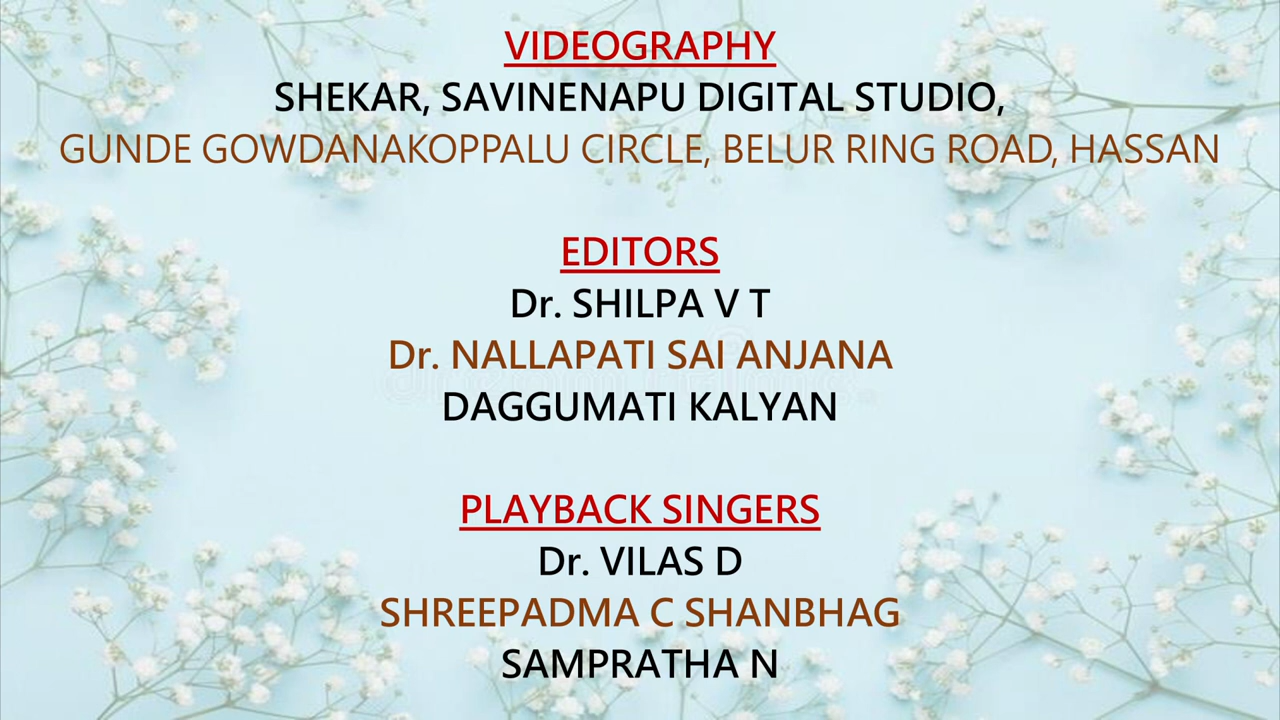 VIDEOGRAPHY
SHEKAR, SAVINENAPU DIGITAL STUDIO,
GUNDE GOWDANAKOPPALU CIRCLE, BELUR RING ROAD, HASSAN
EDITORS
Dr. SHILPA V T
Dr. NALLAPATI SAI ANJANA
DAGGUMATI KALYAN
PLAYBACK SINGERS
Dr. VILAS D
SHREEPADMA C SHANBHAG
SAMPRATHA N